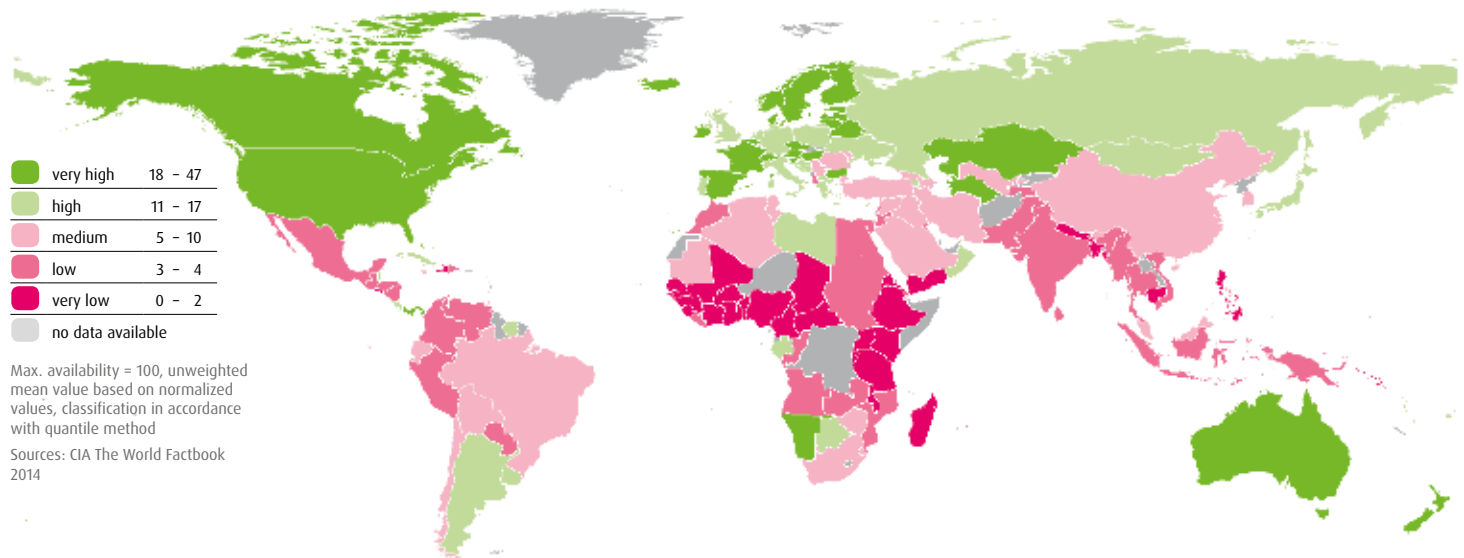 very high 18 – 47
high 11 – 17
medium 5 – 10
low 3 – 4
very low 0 – 2
no data available
Max. availability = 100, unweighted
mean value based on normalized
values, classification in accordance
with quantile method
Sources: CIA The World Factbook
2014